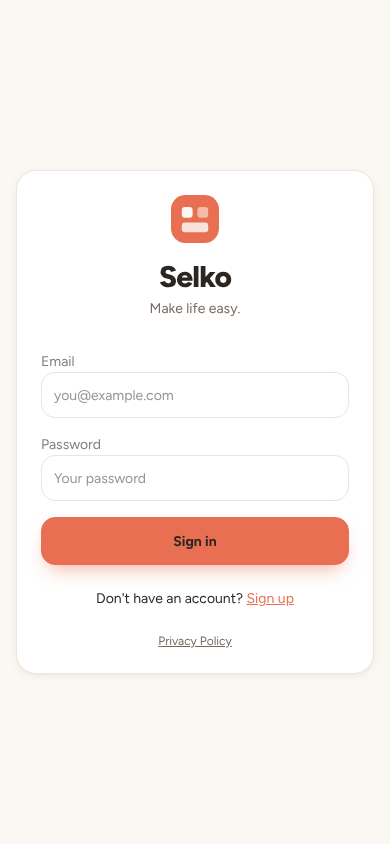 Selko
Make life easy.
Email
you@example.com
Password
Your password
Sign in
Don't have an account? Sign up
Privacy Policy